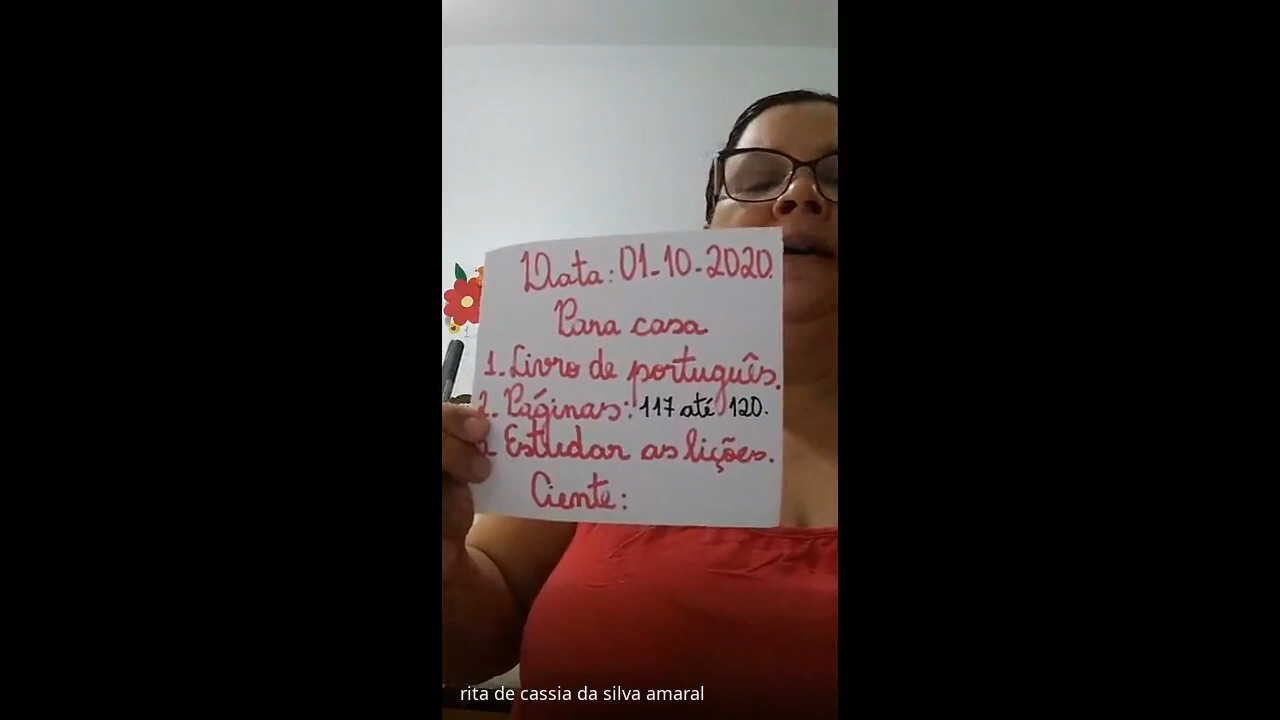 Data: 01-10-2020.
Para casa
1. Livro de português.
2. Páginas: 117 até 120.
Estudar as lições.
Ciente:
rita de cassia da silva amaral